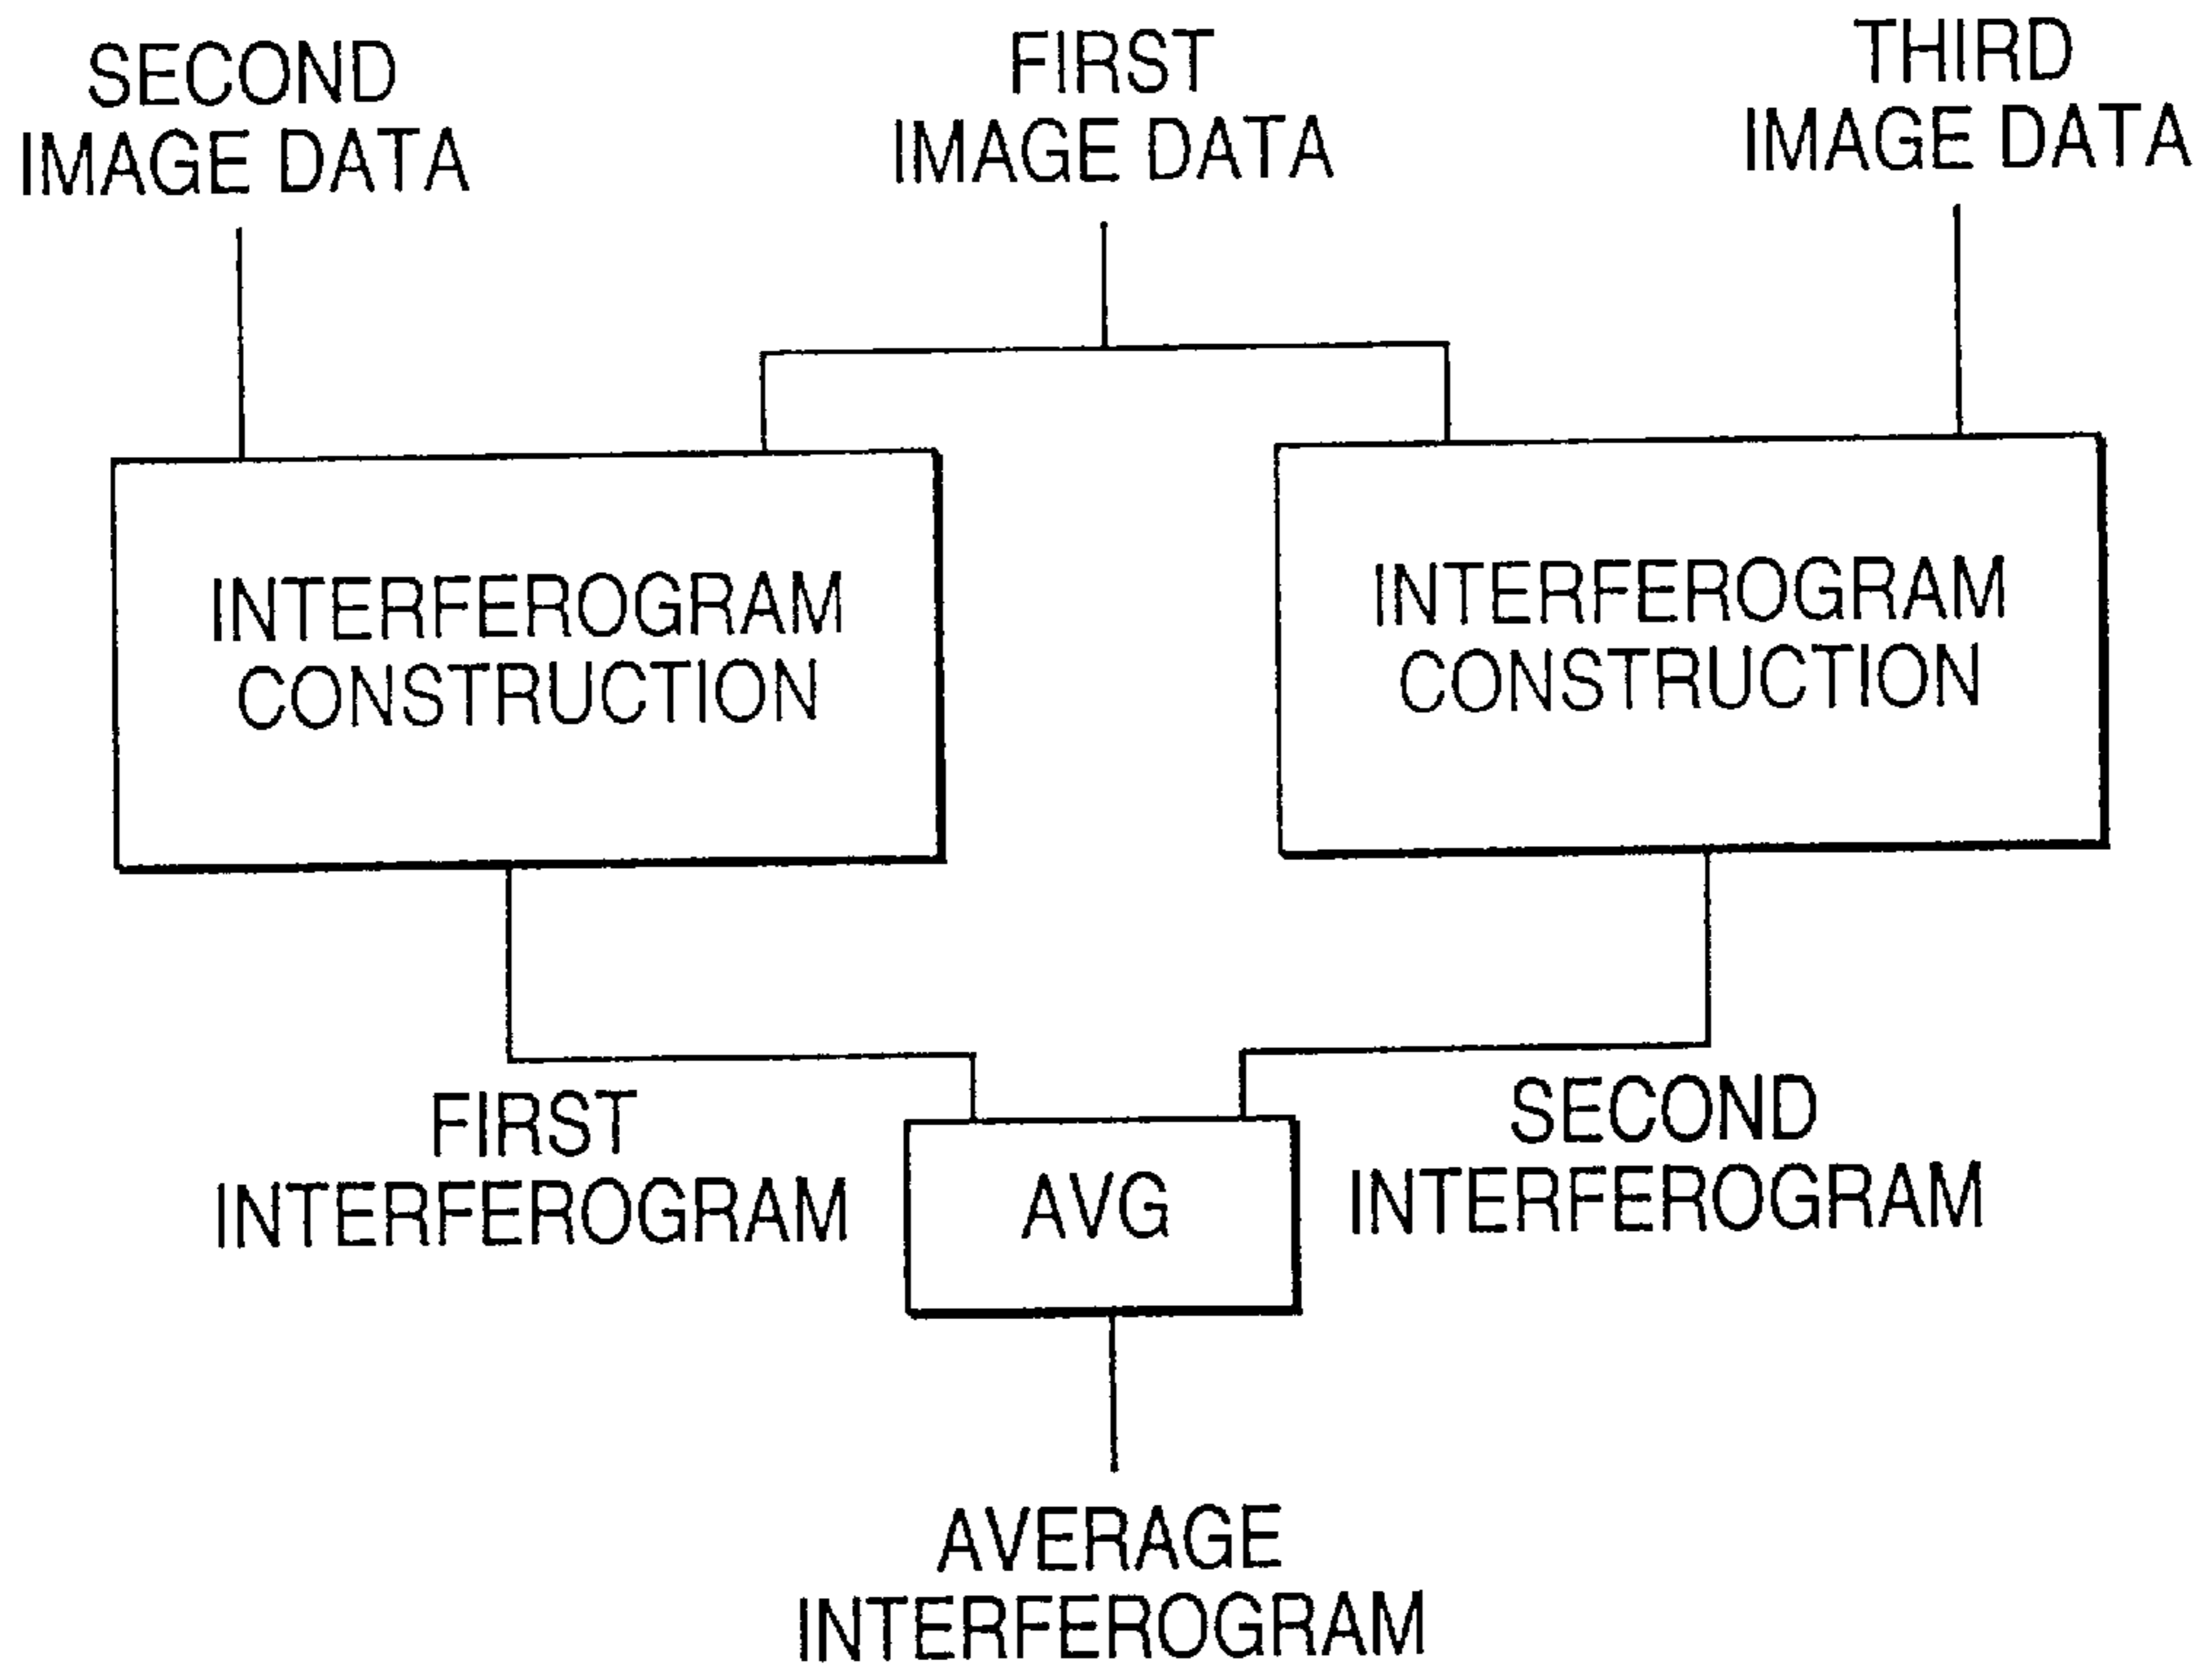 SECOND
IMAGE DATA
FIRST
IMAGE DATA
THIRD
IMAGE DATA
INTERFEROGRAM
CONSTRUCTION
INTERFEROGRAM
CONSTRUCTION
FIRST
INTERFEROGRAM
AVG
SECOND
INTERFEROGRAM
AVERAGE
INTERFEROGRAM